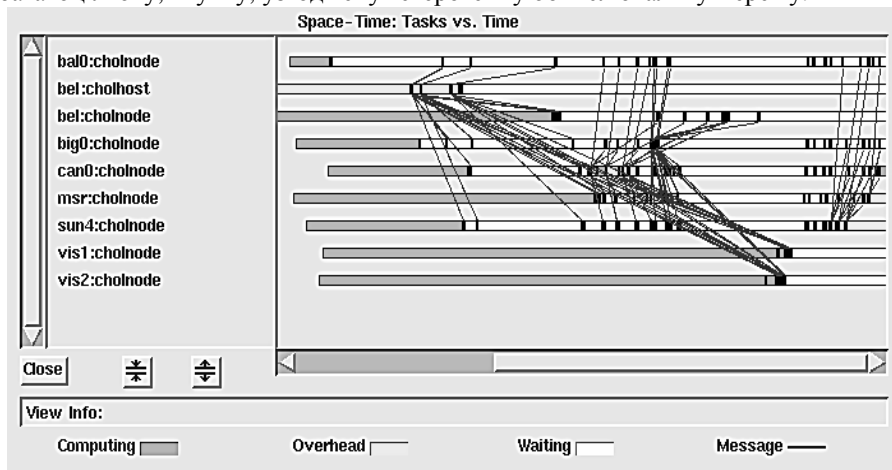 Space-Time: Tasks vs. Time
bal0:cholnode
bel:cholhost
bel:cholnode
big0:cholnode
can0:cholnode
msr:cholnode
sun4:cholnode
vis1:cholnode
vis2:cholnode
Close
View Info:
Computing Overhead Waiting Message